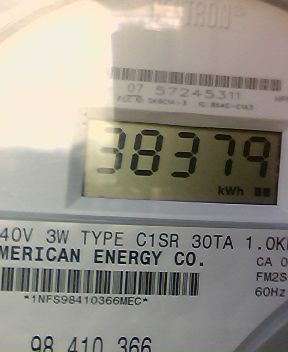 07 57245311
38379
kWh
40V 3W TYPE C1SR 30TA 1.0K
MERICAN ENERGY CO. CA 0
FM2S
*1NFS98410366MEC* 60Hz
98 410 366